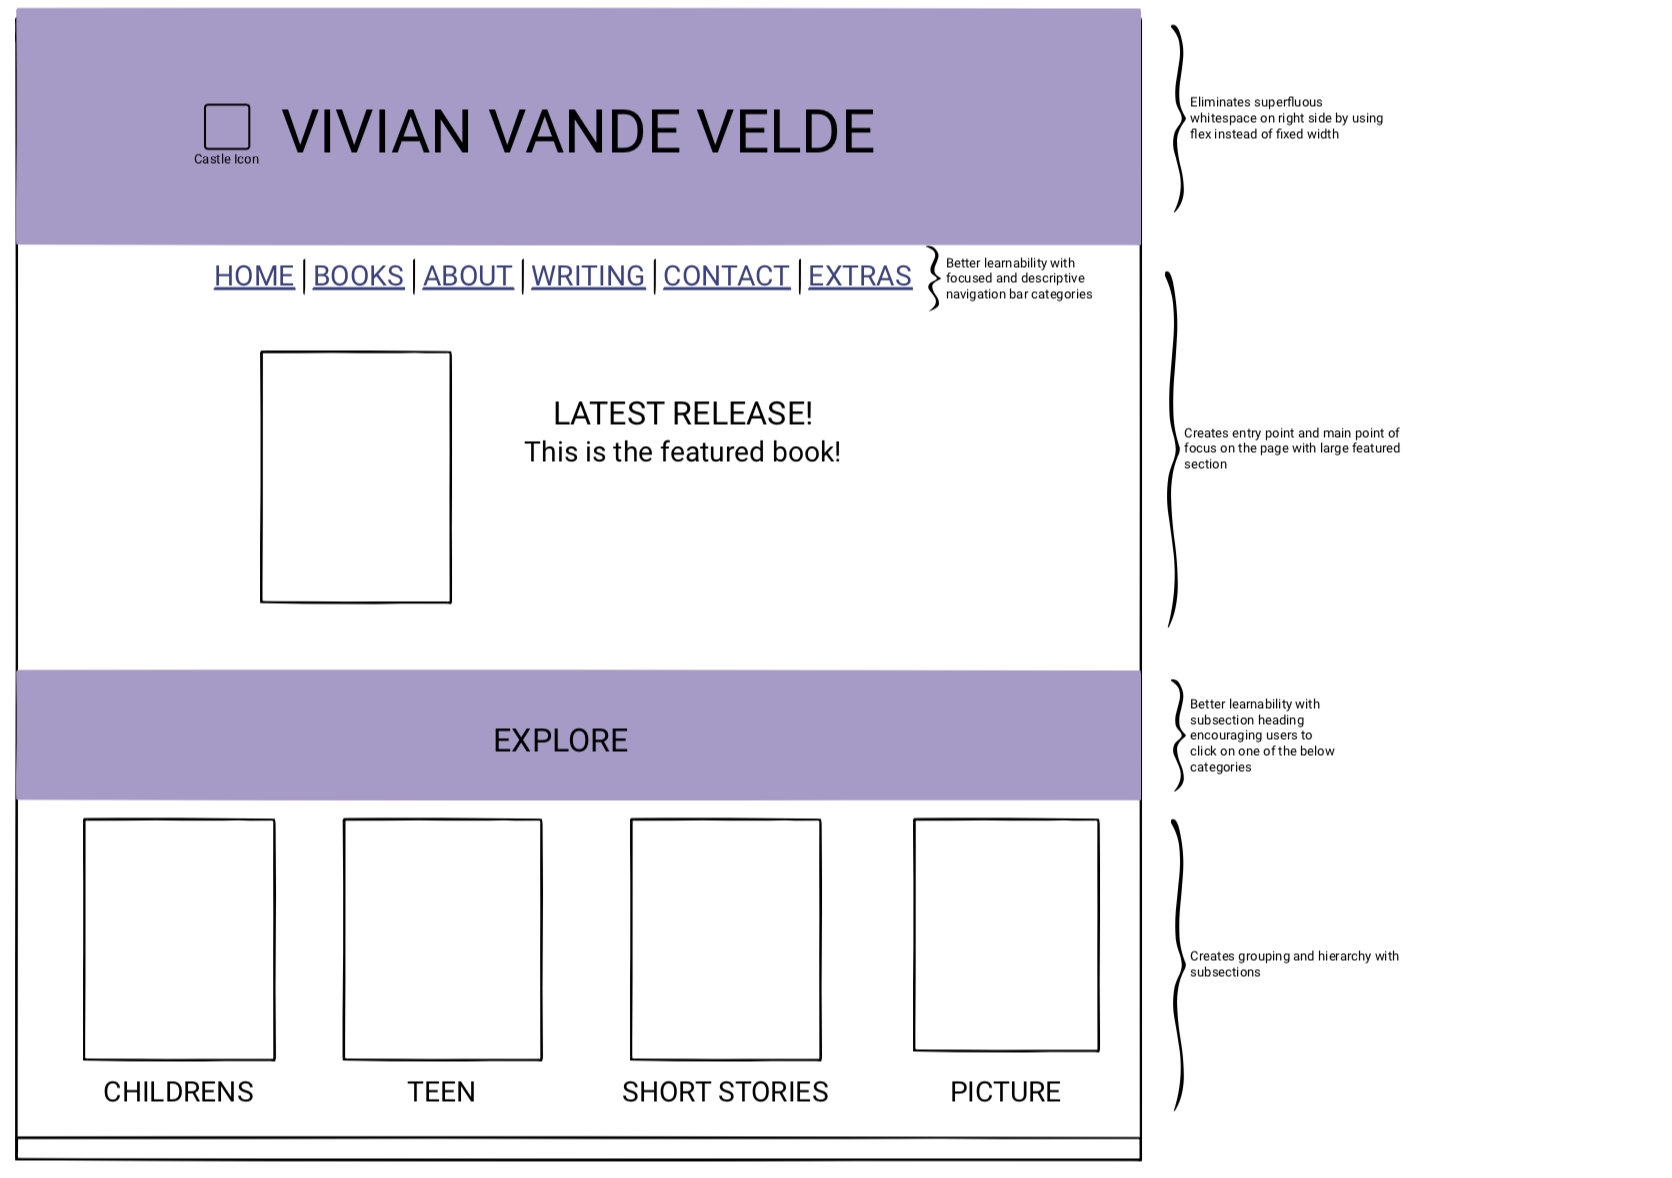 VIVIAN VANDE VELDE
Castle Icon
Eliminates superfluous
whitespace on right side by using
flex instead of fixed width
HOME | BOOKS | ABOUT | WRITING | CONTACT | EXTRAS
Better learnability with
focused and descriptive
navigation bar categories
LATEST RELEASE!
This is the featured book!
Creates entry point and main point of
focus on the page with large featured
section
EXPLORE
Better learnability with
subsection heading
encouraging users to
click on one of the below
categories
Creates grouping and hierarchy with
subsections
CHILDRENS
TEEN
SHORT STORIES
PICTURE